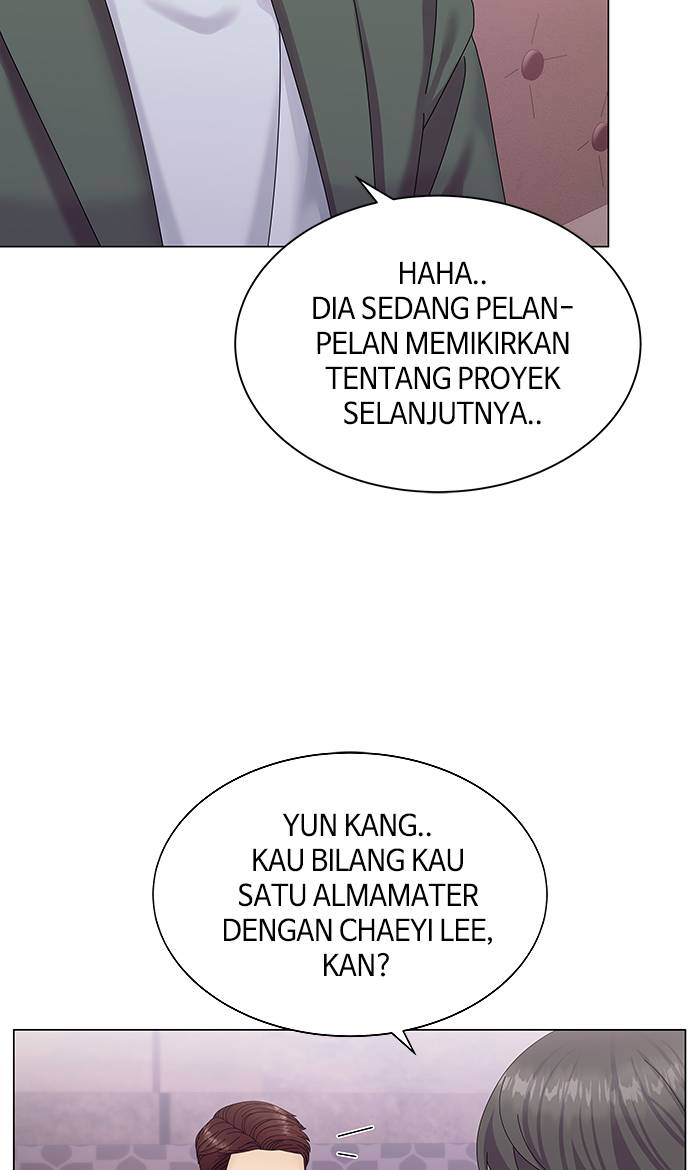 HAHA..
DIA SEDANG PELAN-
PELAN MEMIKIRKAN
TENTANG PROYEK
SELANJUTNYA..
YUN KANG..
KAU BILANG KAU
SATU ALMAMATER
DENGAN CHAEYI LEE,
KAN?